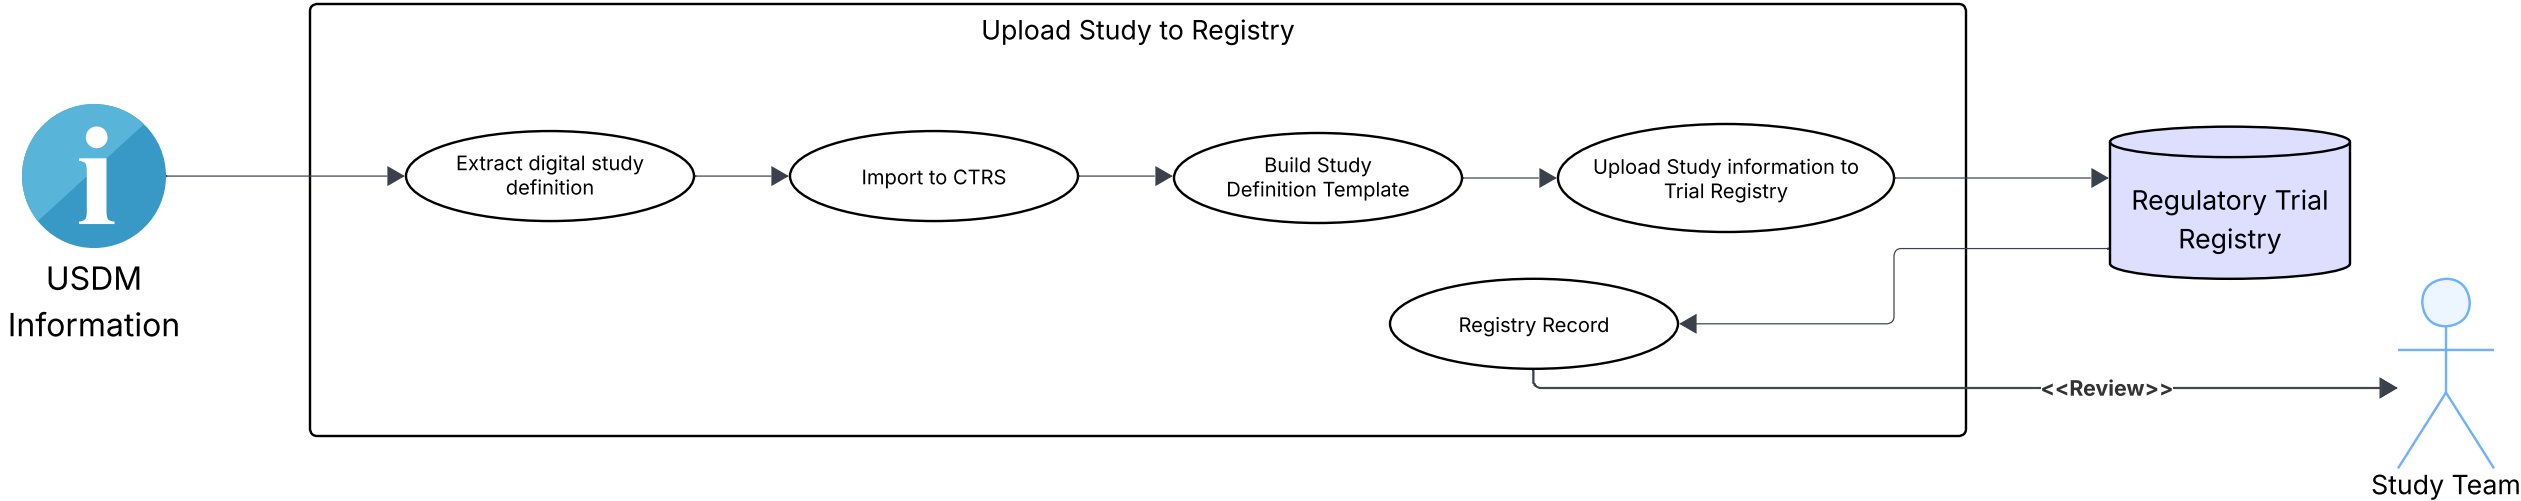 Upload Study to Registry
USDM
Information
Extract digital study
definition
Import to CTRS
Build Study
Definition Template
Upload Study information to
Trial Registry
Regulatory Trial
Registry
Registry Record
<<Review>>
Study Team